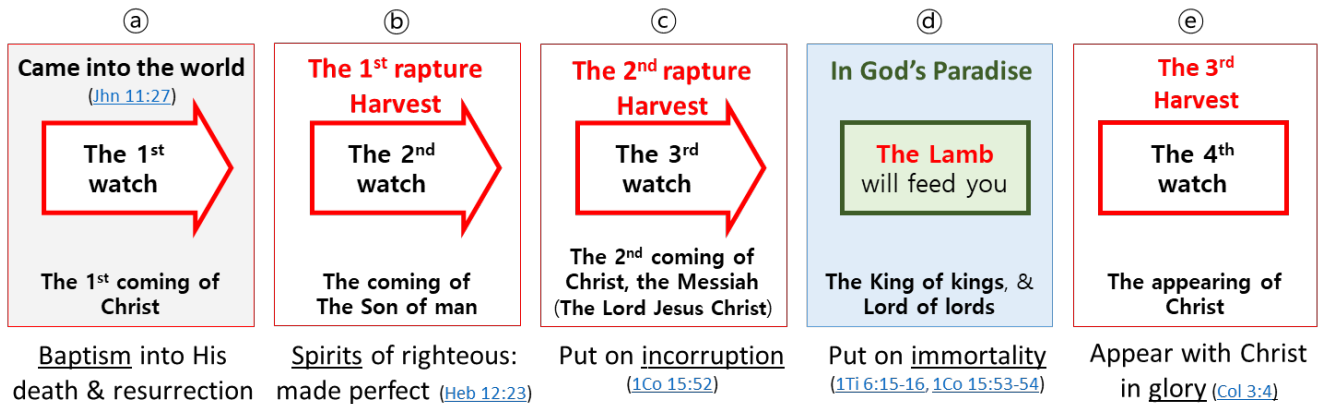 ⓐ
Came into the world
(Jhn 11:27)
The 1st
watch
The 1st coming of
Christ
Baptism into His
death & resurrection
ⓑ
The 1st rapture
Harvest
The 2nd
watch
The coming of
The Son of man
Spirits of righteous:
made perfect (Heb 12:23)
ⓒ
The 2nd rapture
Harvest
The 3rd
watch
The 2nd coming of
Christ, the Messiah
(The Lord Jesus Christ)
Put on incorruption
(1Co 15:52)
ⓓ
In God's Paradise
The Lamb
will feed you
The King of kings, &
Lord of lords
Put on immortality
(1Ti 6:15-16, 1Co 15:53-54)
ⓔ
The 3rd
Harvest
The 4th
watch
The appearing of
Christ
Appear with Christ
in glory (Col 3:4)